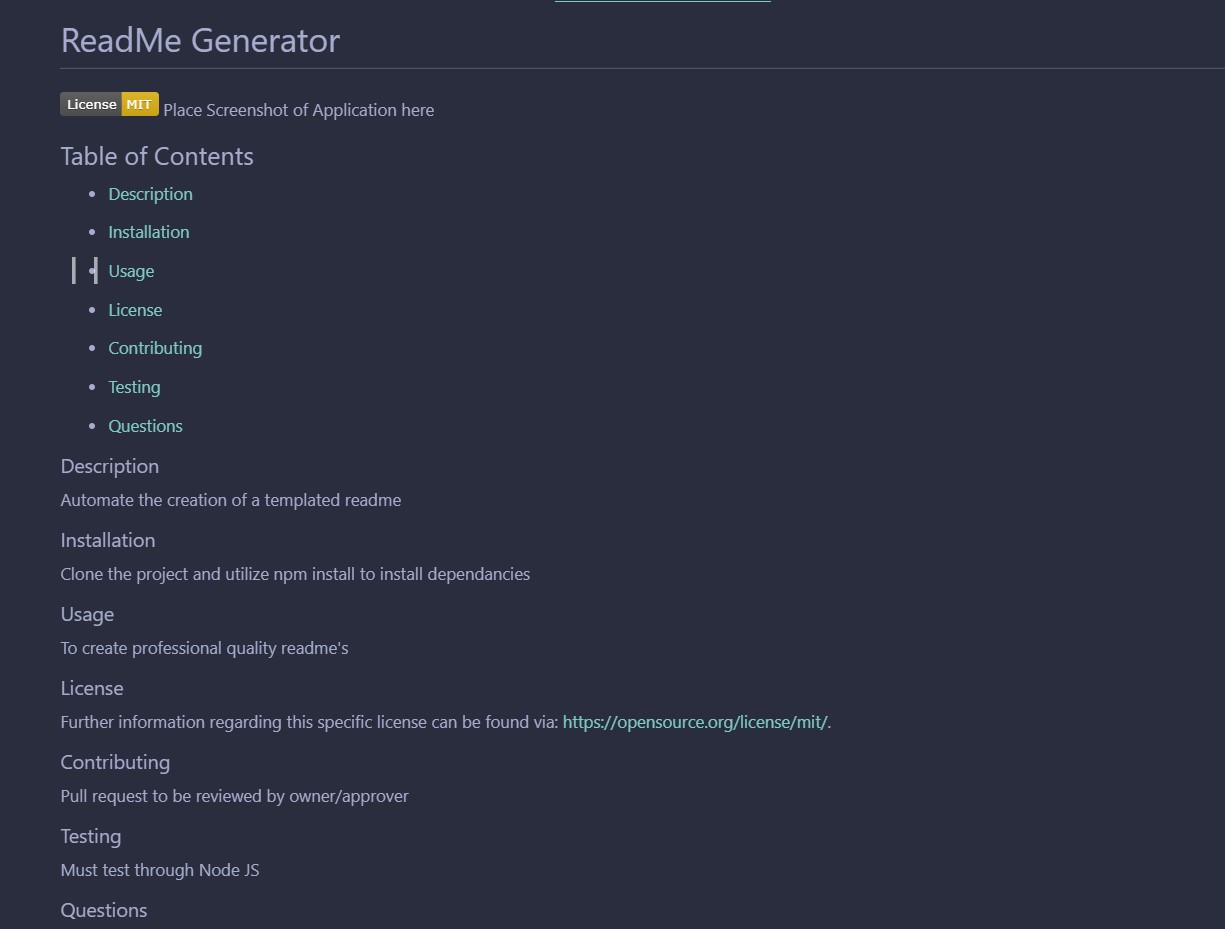 ReadMe Generator
License MIT Place Screenshot of Application here
Table of Contents
Description
Installation
Usage
License
Contributing
Testing
Questions
Description
Automate the creation of a templated readme
Installation
Clone the project and utilize npm install to install dependancies
Usage
To create professional quality readme's
License
Further information regarding this specific license can be found via: https://opensource.org/license/mit/.
Contributing
Pull request to be reviewed by owner/approver
Testing
Must test through Node JS
Questions